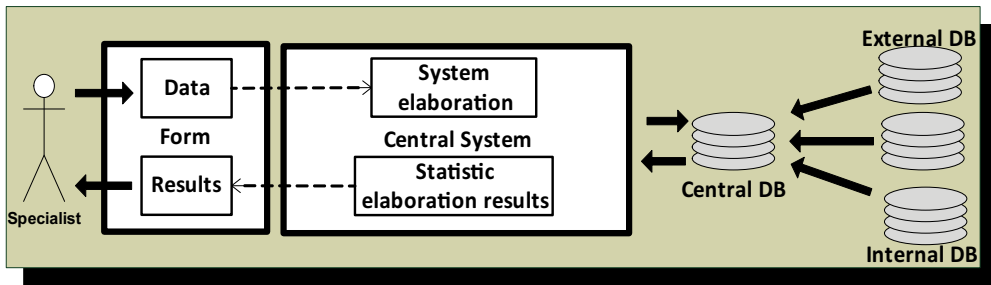 External DB
System
elaboration
Data
Form
Central System
Results
Statistic
elaboration results
Central DB
Specialist
Internal DB